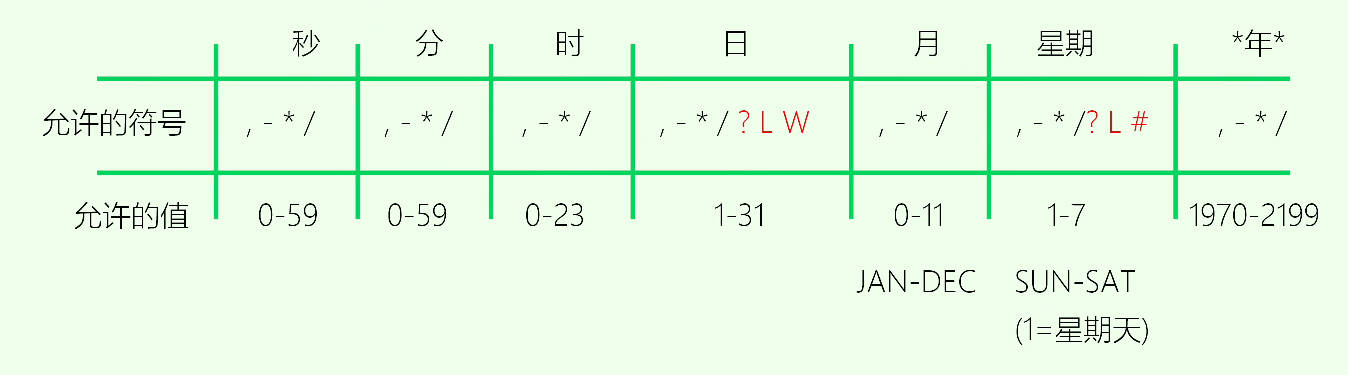 秒 分 时 日 月 星期 *年*
允许的符号 , - * / , - * / , - * / , - * / ? L W , - * / , - * /? L # , - * /
允许的值 0-59 0-59 0-23 1-31 0-11 1-7 1970-2199
JAN-DEC SUN-SAT
(1=星期天)